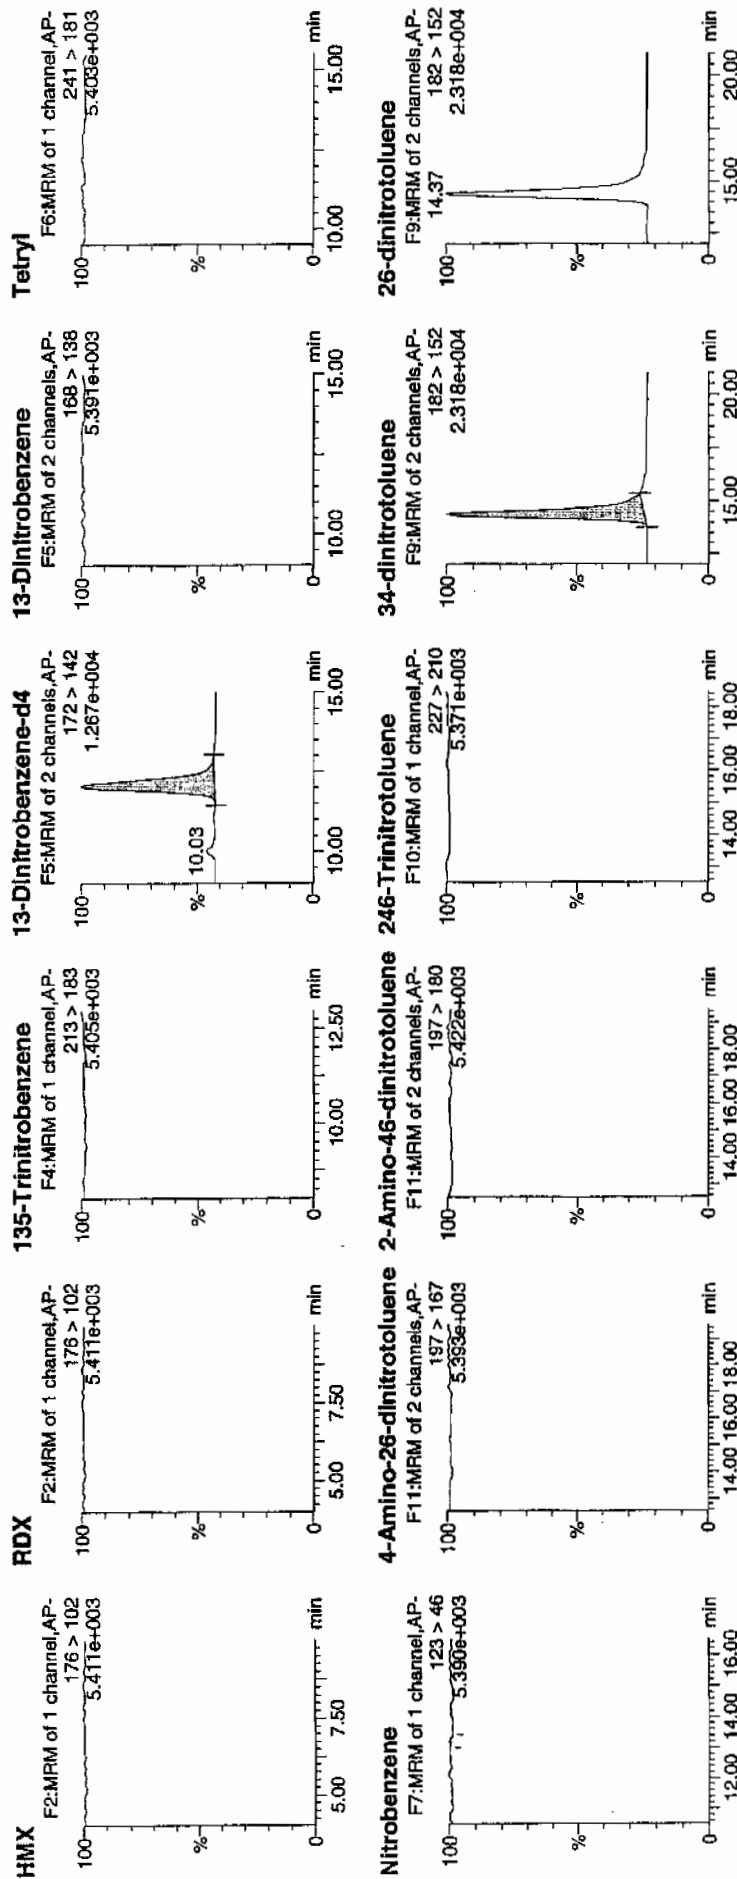 HMX
F2:MRM of 1 channel,AP-
176 > 102
5.411e+003
100
%
0
5.00 7.50 min
RDX
F2:MRM of 1 channel,AP-
176 > 102
5.411e+003
100
%
0
5.00 7.50 min
135-Trinitrobenzene
F4:MRM of 1 channel,AP-
213 > 183
5.405e+003
100
%
0
10.00 12.50 min
13-Dinitrobenzene-d4
F5:MRM of 2 channels,AP-
172 > 142
1.267e+004
100
%
10.03
0
10.00 15.00 min
13-Dinitrobenzene
F5:MRM of 2 channels,AP-
168 > 138
5.391e+003
100
%
0
10.00 15.00 min
Tetryl
F6:MRM of 1 channel,AP-
241 > 181
5.403e+003
100
%
0
10.00 15.00 min
Nitrobenzene
F7:MRM of 1 channel,AP-
123 > 46
5.390e+003
100
%
0
12.00 14.00 16.00 min
4-Amino-26-dinitrotoluene
F11:MRM of 2 channels,AP-
197 > 167
5.393e+003
100
%
0
14.00 16.00 18.00 min
2-Amino-46-dinitrotoluene
F11:MRM of 2 channels,AP-
197 > 180
5.422e+003
100
%
0
14.00 16.00 18.00 min
246-Trinitrotoluene
F10:MRM of 1 channel,AP-
227 > 210
5.371e+003
100
%
0
14.00 16.00 18.00 min
34-dinitrotoluene
F9:MRM of 2 channels,AP-
182 > 152
2.318e+004
100
%
0
15.00 20.00 min
26-dinitrotoluene
F9:MRM of 2 channels,AP-
14.37 182 > 152
2.318e+004
100
%
0
15.00 20.00 min